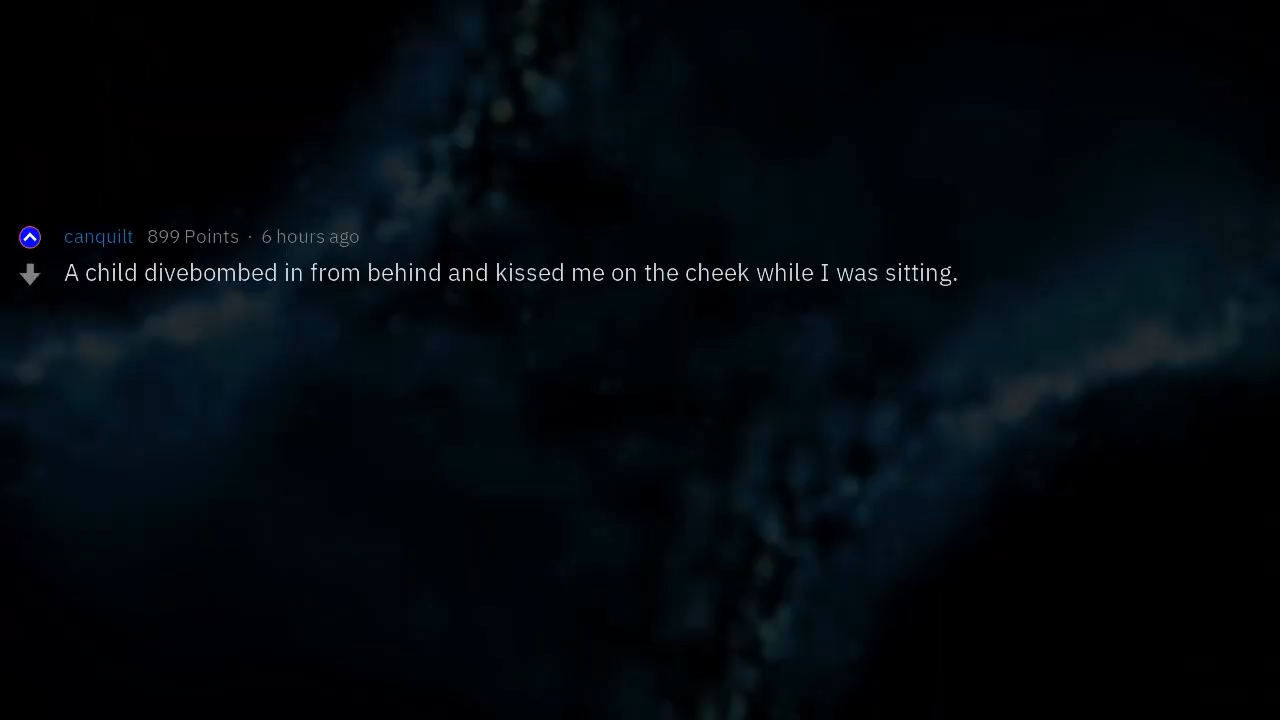 canquilt 899 Points · 6 hours ago
A child divebombed in from behind and kissed me on the cheek while I was sitting.